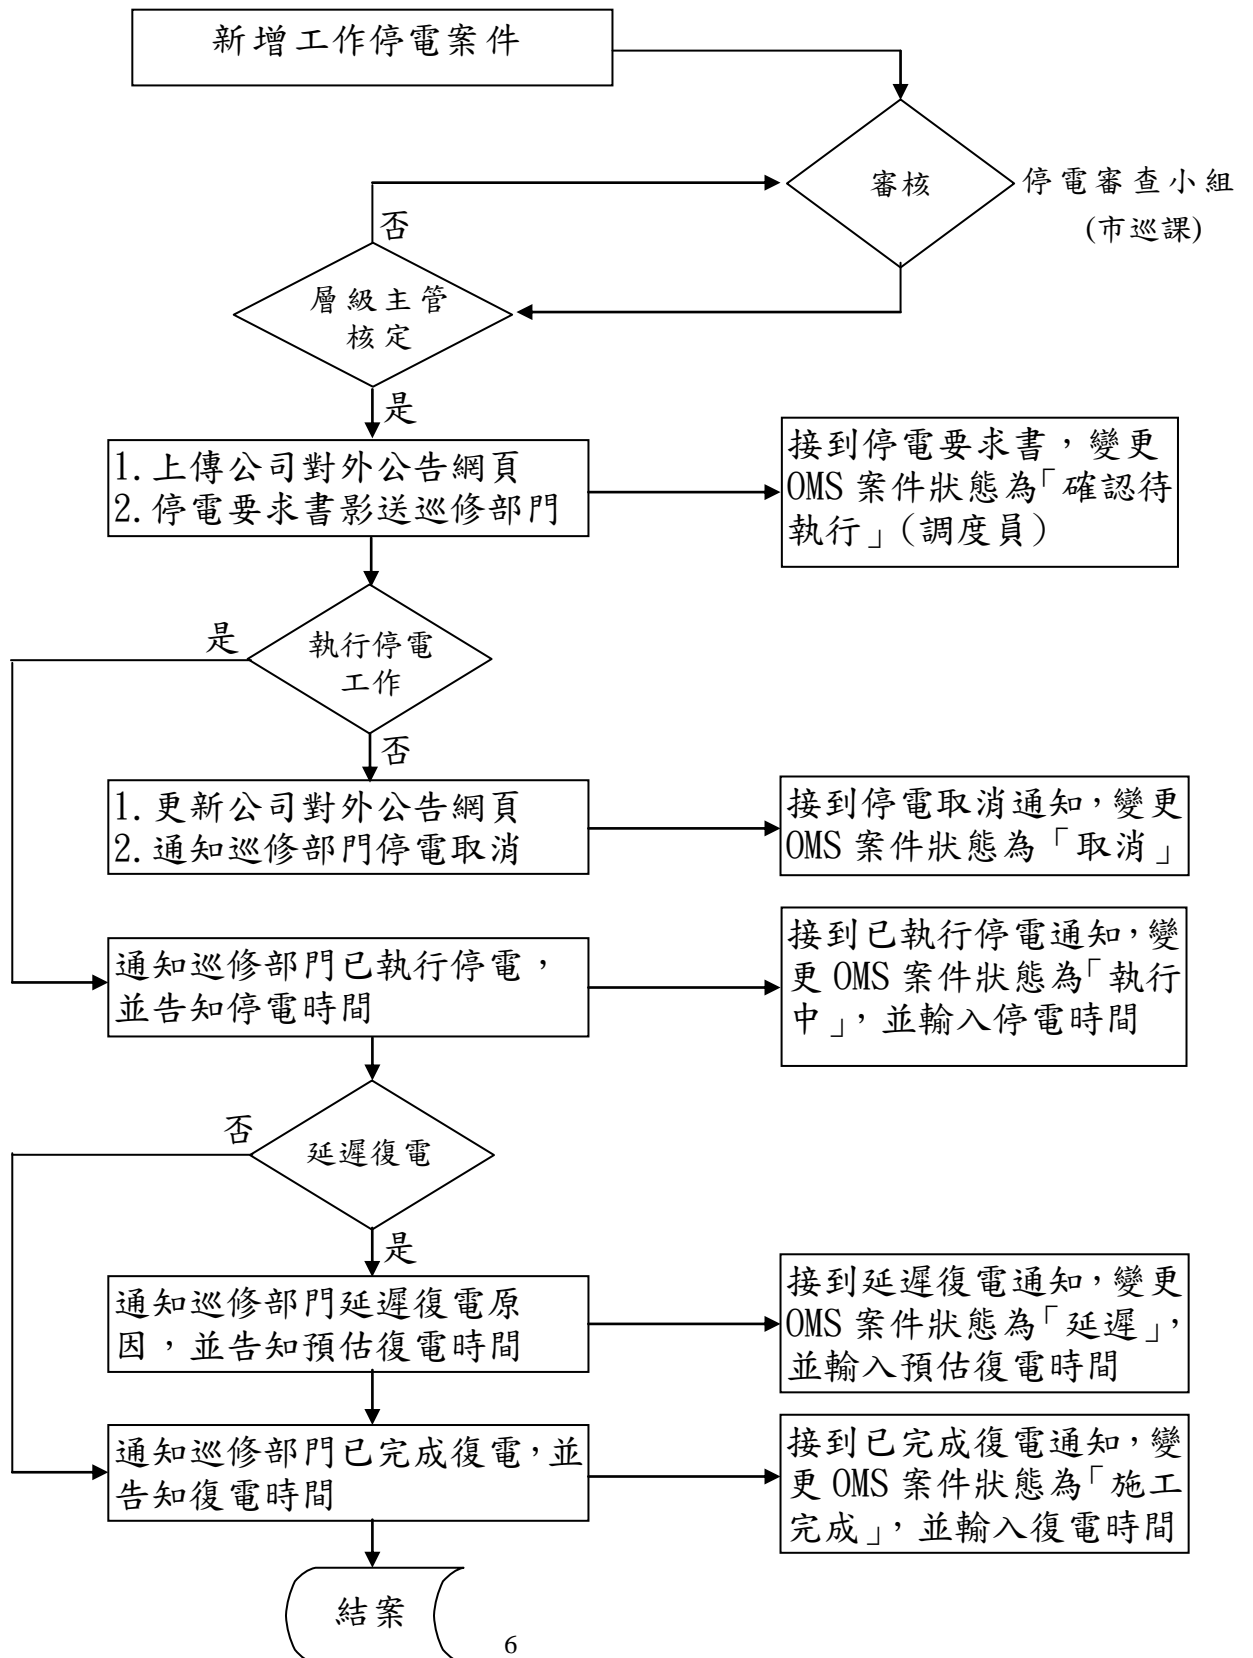 新增工作停電案件
審核
停電審查小組
(市巡課)
否
層級主管
核定
是
1.上傳公司對外公告網頁
2.停電要求書影送巡修部門
接到停電要求書，變更
OMS 案件狀態為「確認待
執行」(調度員)
是
執行停電
工作
否
1.更新公司對外公告網頁
2.通知巡修部門停電取消
接到停電取消通知，變更
OMS 案件狀態為「取消」
通知巡修部門已執行停電，
並告知停電時間
接到已執行停電通知，變
更 OMS 案件狀態為「執行
中」，並輸入停電時間
否
延遲復電
是
通知巡修部門延遲復電原
因，並告知預估復電時間
接到延遲復電通知，變更
OMS 案件狀態為「延遲」，
並輸入預估復電時間
通知巡修部門已完成復電，並
告知復電時間
接到已完成復電通知，變
更 OMS 案件狀態為「施工
完成」，並輸入復電時間
結案
6